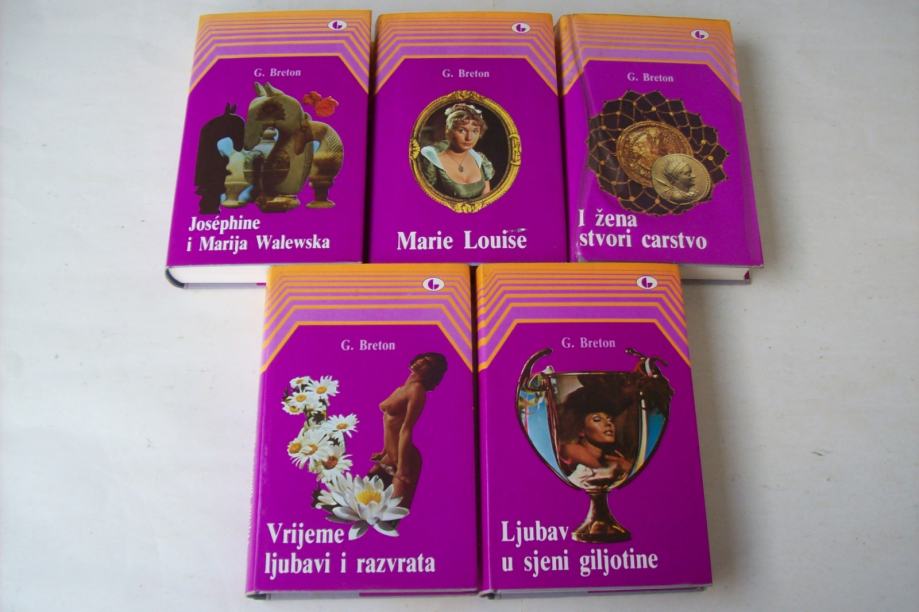 G. Breton
Joséphine
i Marija Walewska
G. Breton
Marie Louise
G. Breton
I žena
stvori carstvo
G. Breton
Vrijeme
ljubavi i razvrata
G. Breton
Ljubav
u sjeni giljotine